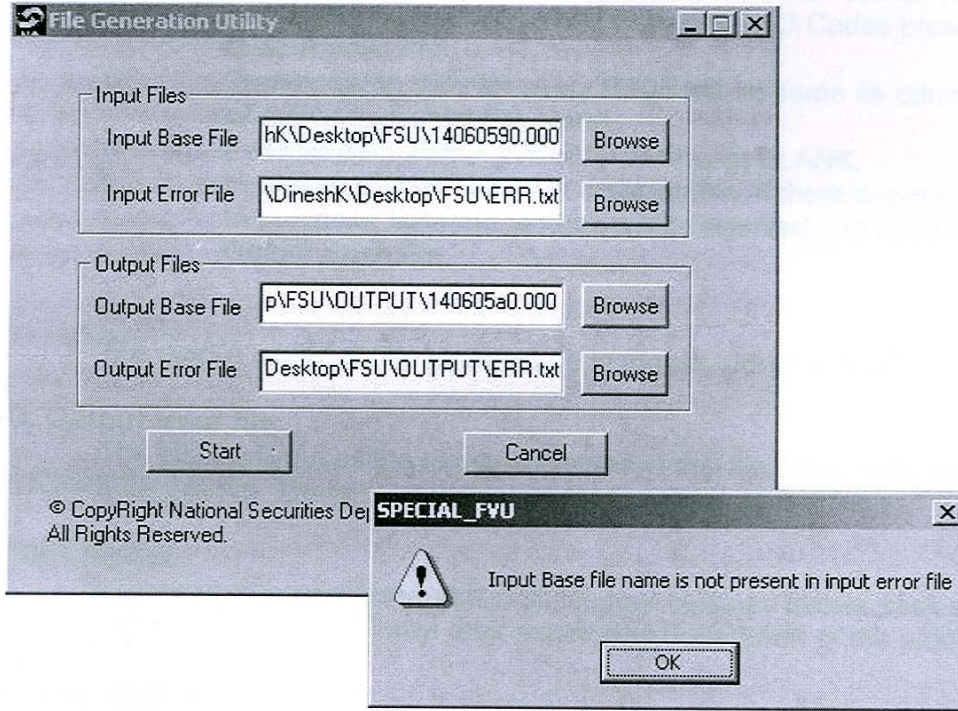 File Generation Utility
Input Files
Input Base File hK\Desktop\FSU\14060590.000 Browse
Input Error File \DineshK\Desktop\FSU\ERR.txt Browse
Output Files
Output Base File p\FSU\OUTPUT\140605a0.000 Browse
Output Error File Desktop\FSU\OUTPUT\ERR.txt Browse
Start Cancel
© CopyRight National Securities Dep
All Rights Reserved.
SPECIAL_FVU
Input Base file name is not present in input error file
OK